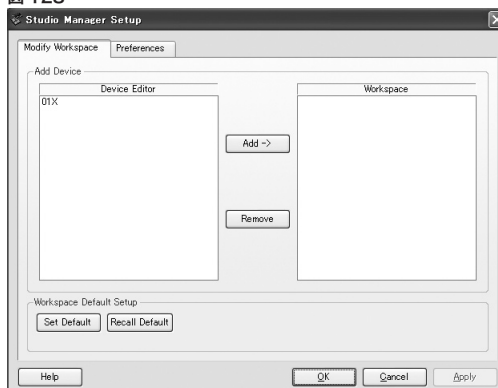 Studio Manager Setup
Modify Workspace Preferences
Add Device
Device Editor Workspace
01X
Add ->
Remove
Workspace Default Setup
Set Default Recall Default
Help OK Cancel Apply